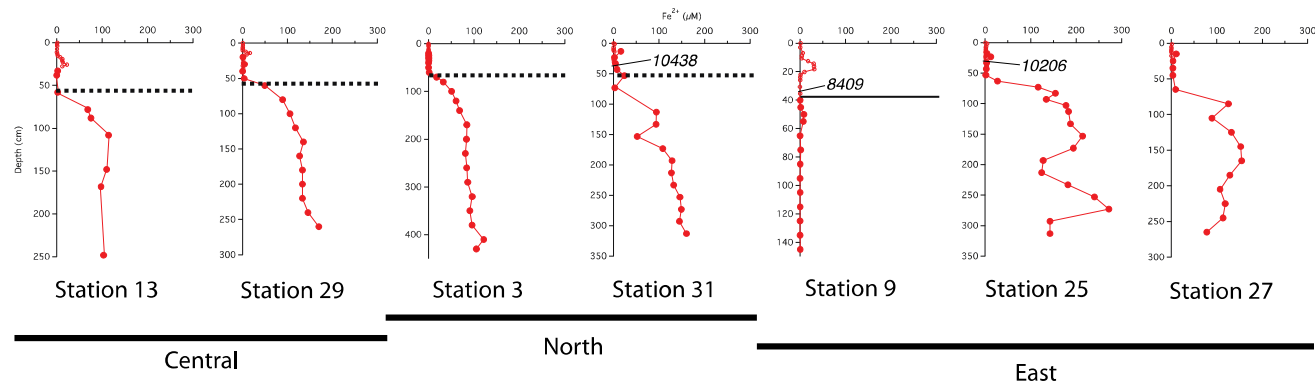 Fe2+ (µM)
0 100 200 300
0 100 200 300
0 100 200 300
0 100 200 300
0 100 200 300
0 100 200 300
0 100 200 300
Depth (cm)
0
50
100
150
200
250
0
50
100
150
200
250
300
0
100
200
300
400
0
50
100
150
200
250
300
350
10438
0
20
40
60
80
100
120
140
8409
0
50
100
150
200
250
300
350
10206
0
50
100
150
200
250
300
Station 13
Station 29
Station 3
Station 31
Station 9
Station 25
Station 27
Central
North
East